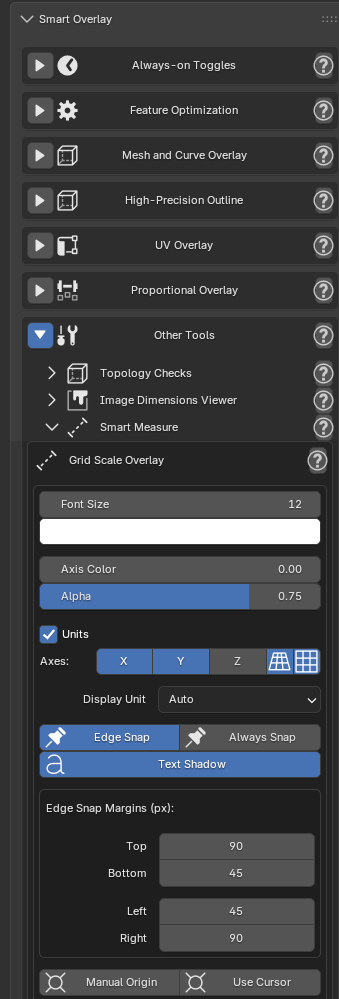 Smart Overlay
Always-on Toggles
Feature Optimization
Mesh and Curve Overlay
High-Precision Outline
UV Overlay
Proportional Overlay
Other Tools
Topology Checks
Image Dimensions Viewer
Smart Measure
Grid Scale Overlay
Font Size 12
Axis Color 0.00
Alpha 0.75
Units
Axes: X Y Z
Display Unit Auto
Edge Snap Always Snap
Text Shadow
Edge Snap Margins (px):
Top 90
Bottom 45
Left 45
Right 90
Manual Origin Use Cursor